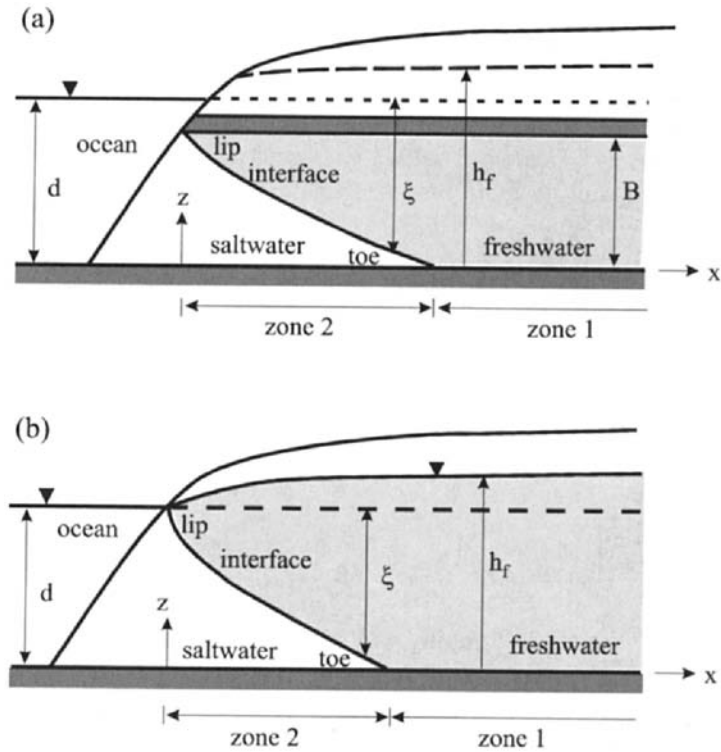 (a)
ocean
lip
interface
d
z
ξ
h_f
B
saltwater
toe
freshwater
x
zone 2
zone 1
(b)
ocean
lip
interface
d
z
ξ
h_f
saltwater
toe
freshwater
x
zone 2
zone 1